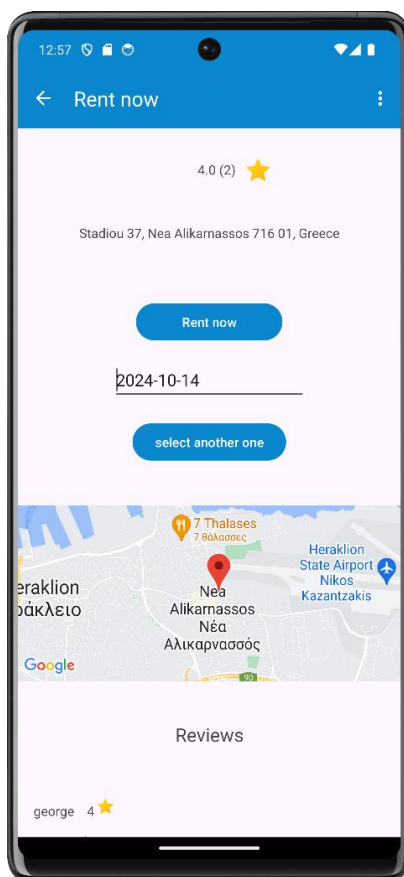 12:57
Rent now
4.0 (2)
Stadiou 37, Nea Alikarnassos 716 01, Greece
Rent now
2024-10-14
select another one
7 Thalases
7 θάλασσες
Heraklion
State Airport
Nikos
Kazantzakis
eraklion
ράκλειο
Nea
Alikarnassos
Νέα
Αλικαρνασσός
Google
90
Reviews
george 4